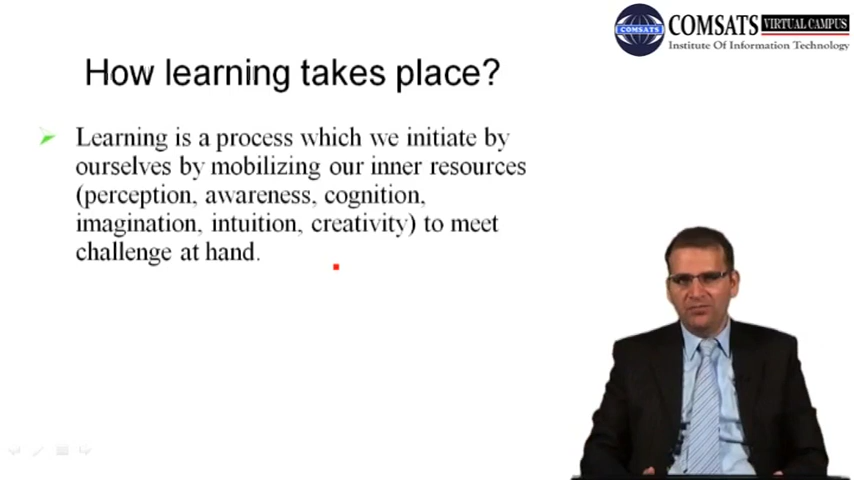 COMSATS VIRTUAL CAMPUS
COMSATS
Institute Of Information Technology
How learning takes place?
Learning is a process which we initiate by
ourselves by mobilizing our inner resources
(perception, awareness, cognition,
imagination, intuition, creativity) to meet
challenge at hand.